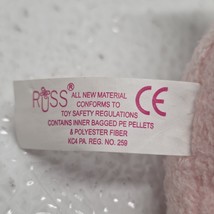 RUSS®
ALL NEW MATERIAL
CONFORMS TO
TOY SAFETY REGULATIONS
CONTAINS INNER BAGGED PE PELLETS
& POLYESTER FIBER
KD4 PA. REG. NO. 259
CE